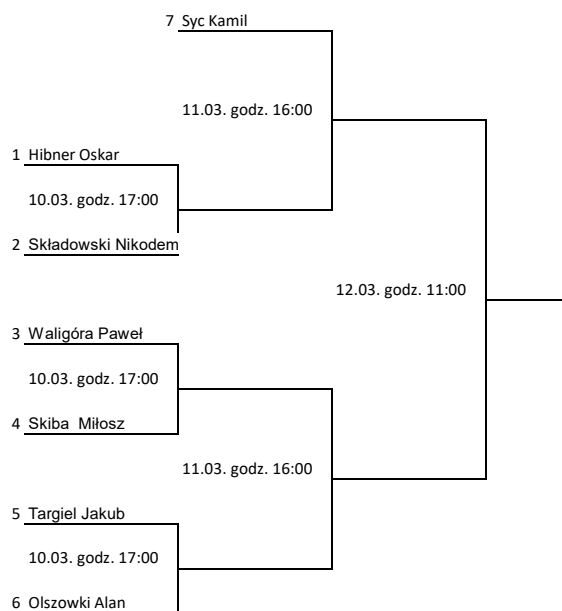 7 Syc Kamil
11.03. godz. 16:00
1 Hibner Oskar
10.03. godz. 17:00
2 Składowski Nikodem
12.03. godz. 11:00
3 Waligóra Paweł
10.03. godz. 17:00
4 Skiba Miłosz
11.03. godz. 16:00
5 Targiel Jakub
10.03. godz. 17:00
6 Olszowki Alan